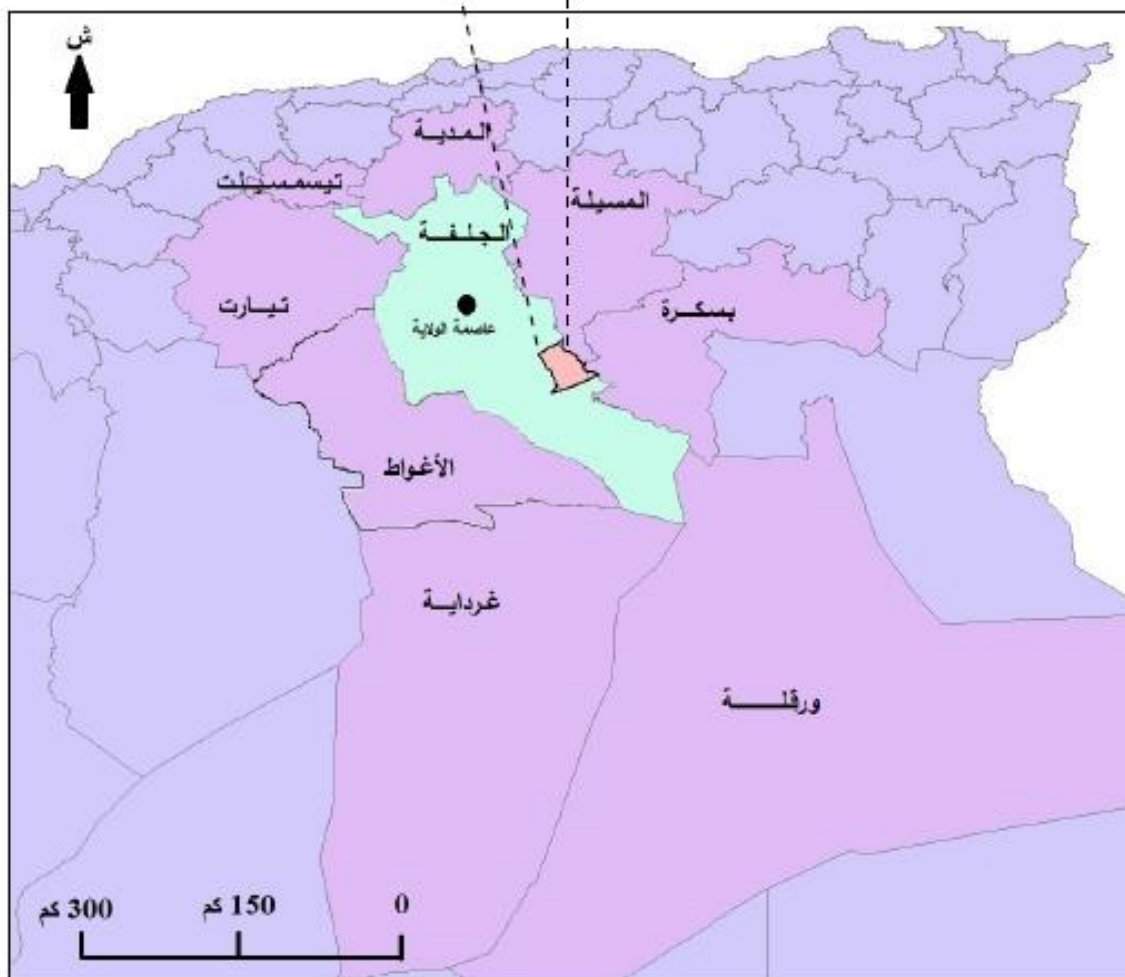 ش
المدية
تيسمسيلت
المسيلة
الجلفة
تيارت
بسكرة
عاصمة الولاية
الأغواط
غرداية
ورقلة
300 كم
150 كم
0